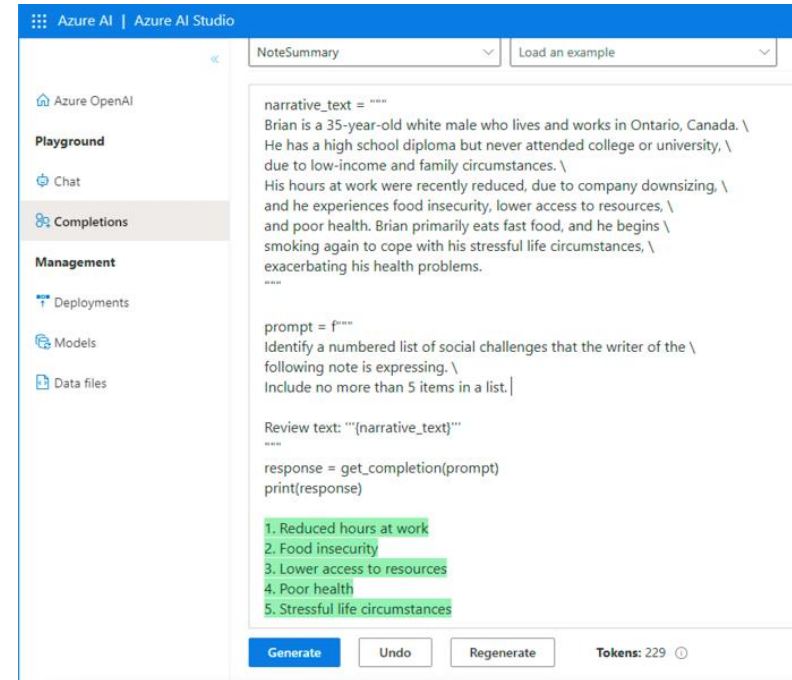 Azure AI | Azure AI Studio
«
NoteSummary
Load an example
Azure OpenAI
Playground
Chat
Completions
Management
Deployments
Models
Data files
narrative_text = """
Brian is a 35-year-old white male who lives and works in Ontario, Canada. \
He has a high school diploma but never attended college or university, \
due to low-income and family circumstances. \
His hours at work were recently reduced, due to company downsizing, \
and he experiences food insecurity, lower access to resources, \
and poor health. Brian primarily eats fast food, and he begins \
smoking again to cope with his stressful life circumstances, \
exacerbating his health problems.
"""
prompt = f"""
Identify a numbered list of social challenges that the writer of the \
following note is expressing. \
Include no more than 5 items in a list.
Review text: '''{narrative_text}'''
"""
response = get_completion(prompt)
print(response)
1. Reduced hours at work
2. Food insecurity
3. Lower access to resources
4. Poor health
5. Stressful life circumstances
Generate
Undo
Regenerate
Tokens: 229